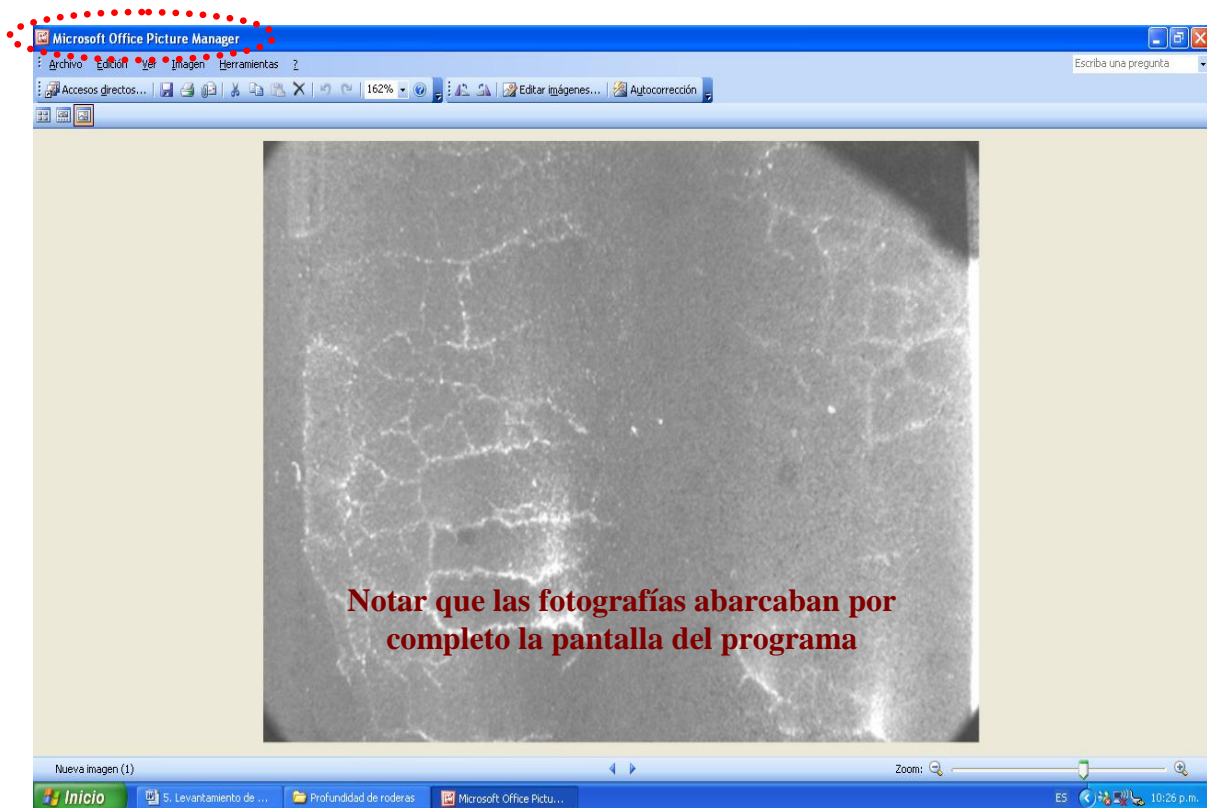 Microsoft Office Picture Manager
Archivo Edición Ver Imagen Herramientas ?
Escriba una pregunta
Accesos directos... 162% Editar imágenes... Autocorrección
Notar que las fotografías abarcaban por
completo la pantalla del programa
Nueva imagen (1)
Zoom:
Inicio 5. Levantamiento de ... Profundidad de roderas Microsoft Office Pictu... ES 10:26 p.m.